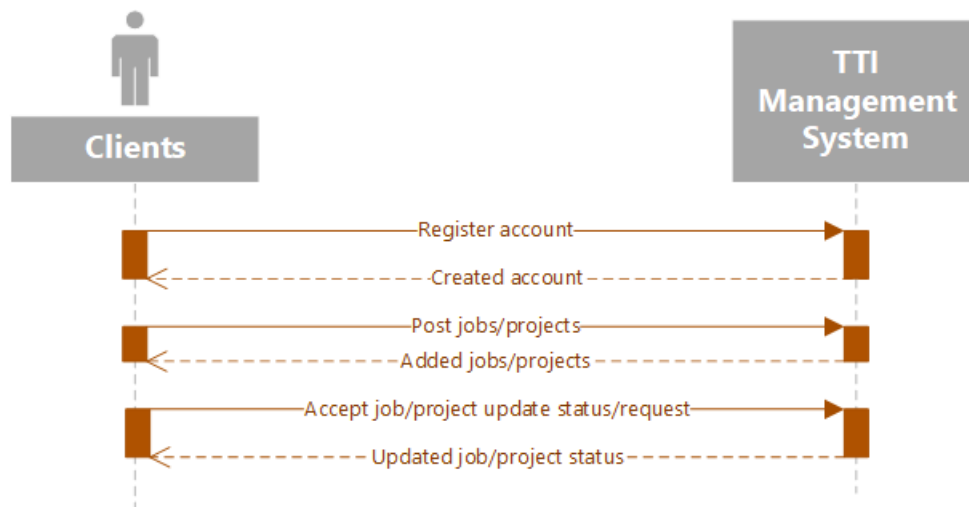 Clients
TTI
Management
System
Register account
Created account
Post jobs/projects
Added jobs/projects
Accept job/project update status/request
Updated job/project status